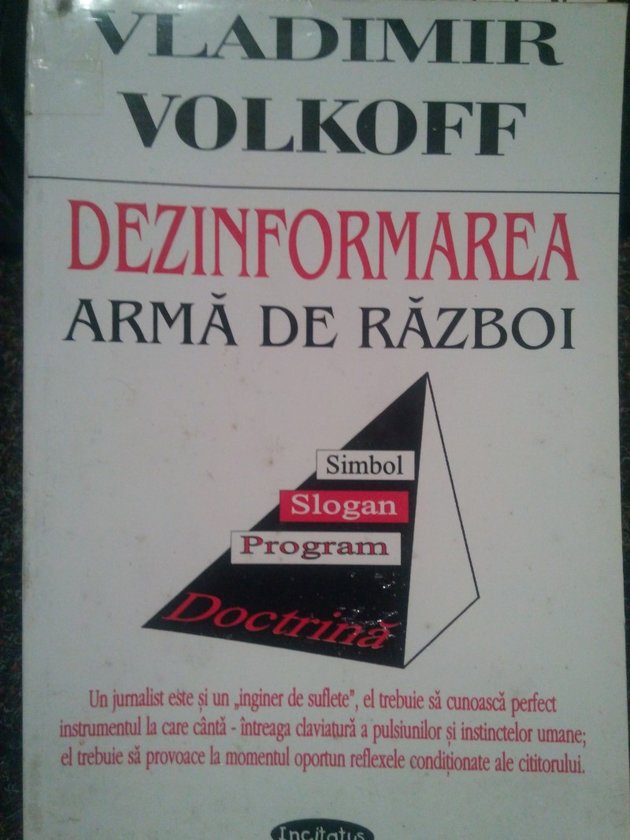 VLADIMIR
VOLKOFF
DEZINFORMAREA
ARMĂ DE RĂZBOI
Simbol
Slogan
Program
Doctrină
Un jurnalist este și un „inginer de suflete”, el trebuie să cunoască perfect
instrumentul la care cântă - întreaga claviatură a pulsiunilor și instinctelor umane;
el trebuie să provoace la momentul oportun reflexele condiționate ale cititorului.
Incitatus